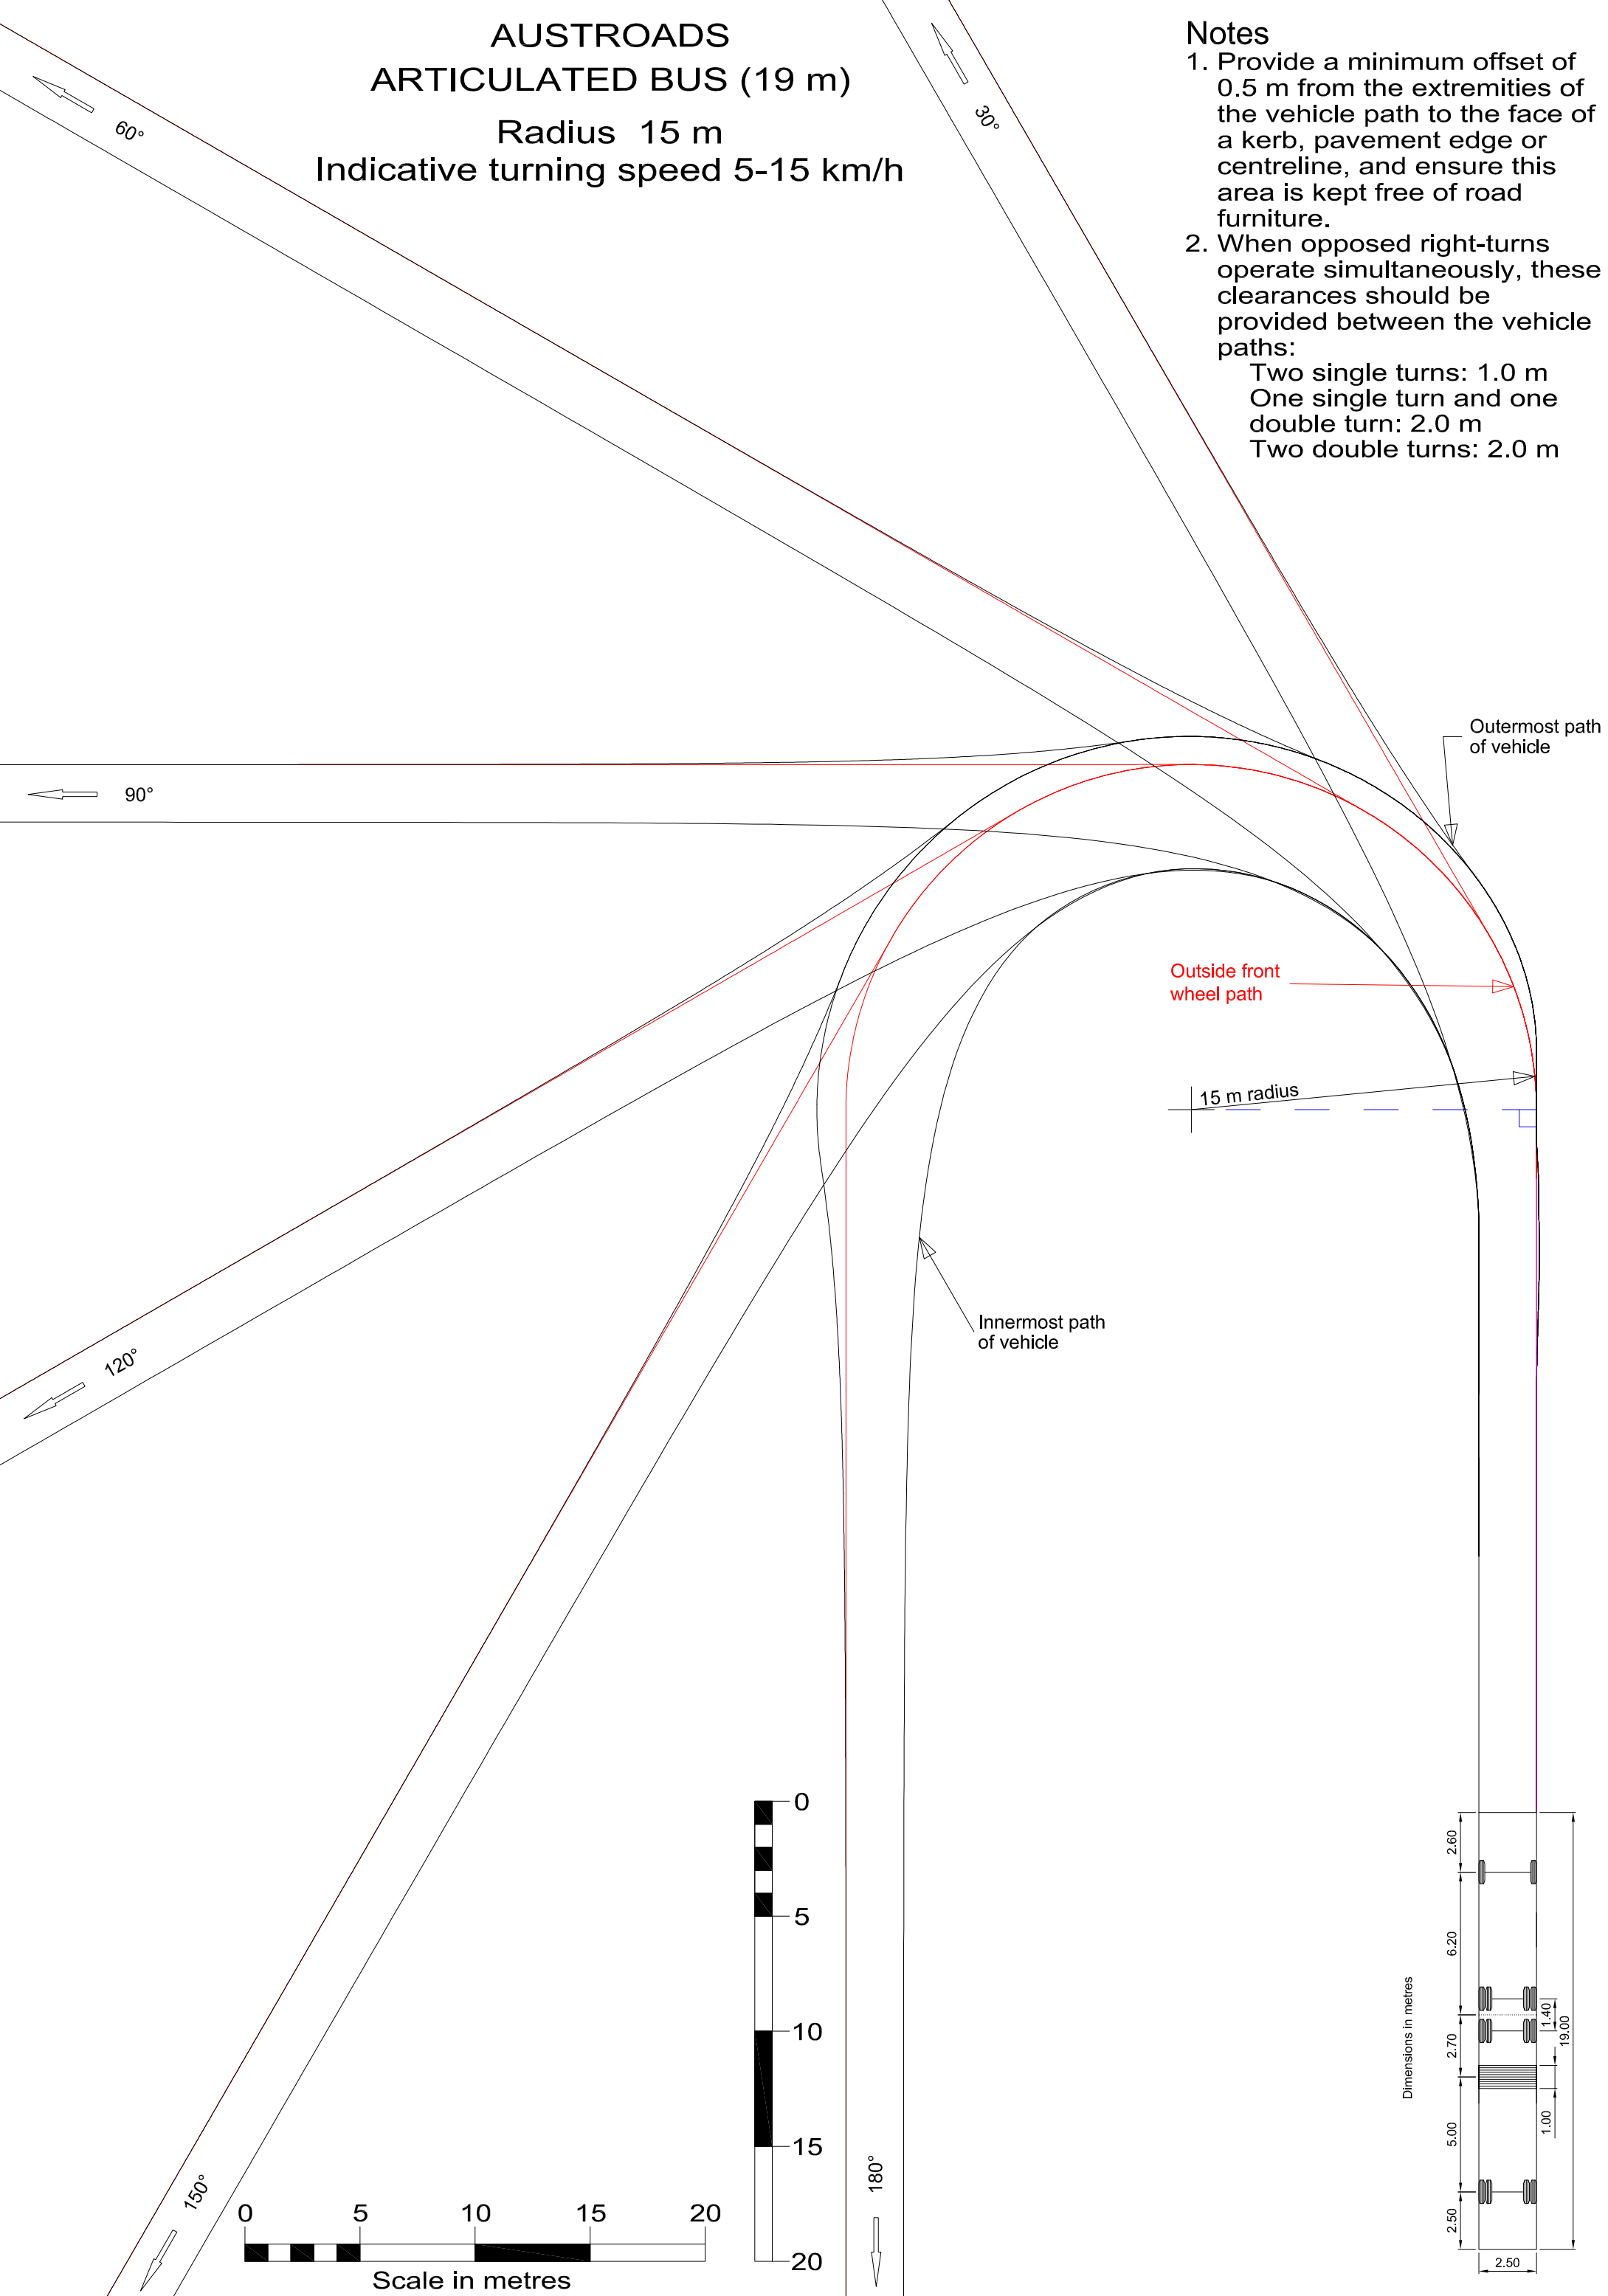 AUSTROADS
ARTICULATED BUS (19 m)
Radius 15 m
Indicative turning speed 5-15 km/h
Notes
1. Provide a minimum offset of
0.5 m from the extremities of
the vehicle path to the face of
a kerb, pavement edge or
centreline, and ensure this
area is kept free of road
furniture.
2. When opposed right-turns
operate simultaneously, these
clearances should be
provided between the vehicle
paths:
Two single turns: 1.0 m
One single turn and one
double turn: 2.0 m
Two double turns: 2.0 m
30°
60°
90°
120°
150°
180°
Outermost path
of vehicle
Outside front
wheel path
15 m radius
Innermost path
of vehicle
0
5
10
15
20
0
5
10
15
20
Scale in metres
Dimensions in metres
2.60
6.20
2.70
5.00
2.50
1.40
19.00
1.00
2.50